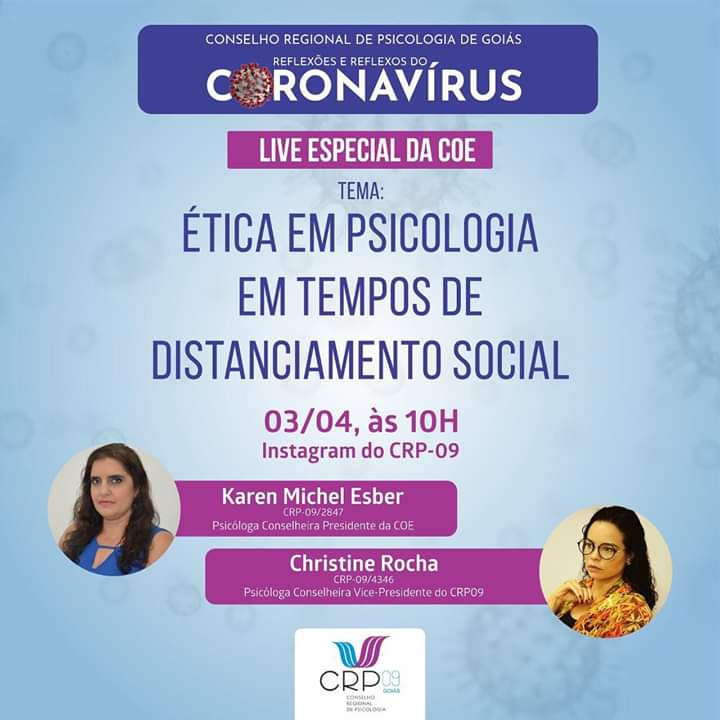 CONSELHO REGIONAL DE PSICOLOGIA DE GOIÁS
REFLEXÕES E REFLEXOS DO
CORONAVÍRUS
LIVE ESPECIAL DA COE
TEMA:
ÉTICA EM PSICOLOGIA
EM TEMPOS DE
DISTANCIAMENTO SOCIAL
03/04, às 10H
Instagram do CRP-09
Karen Michel Esber
CRP-09/2847
Psicóloga Conselheira Presidente da COE
Christine Rocha
CRP-09/4346
Psicóloga Conselheira Vice-Presidente do CRP09
CRP 09
GOIÁS
CONSELHO
REGIONAL
DE PSICOLOGIA